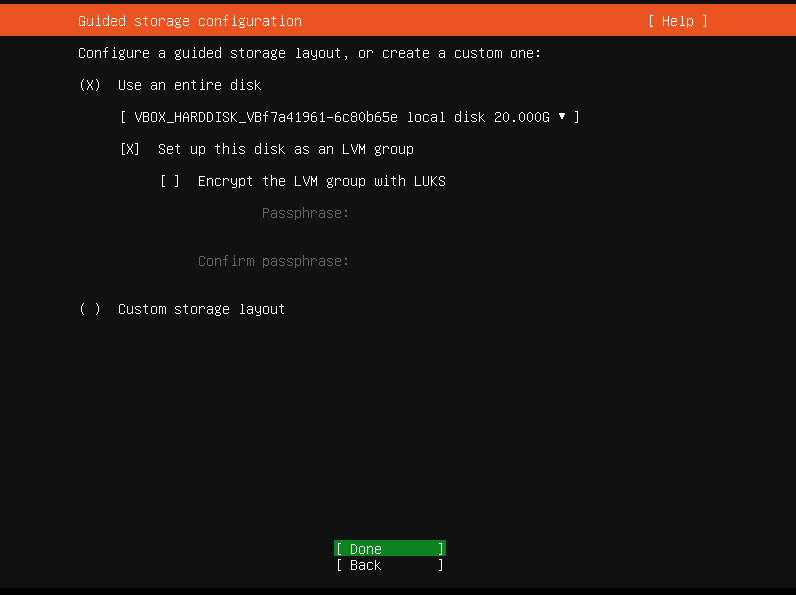 Guided storage configuration [ Help ]
Configure a guided storage layout, or create a custom one:
(X) Use an entire disk
[ VBOX_HARDDISK_VBf7a41961-6c80b65e local disk 20.000G ▼ ]
[X] Set up this disk as an LVM group
[ ] Encrypt the LVM group with LUKS
Passphrase:
Confirm passphrase:
( ) Custom storage layout
[ Done ]
[ Back ]